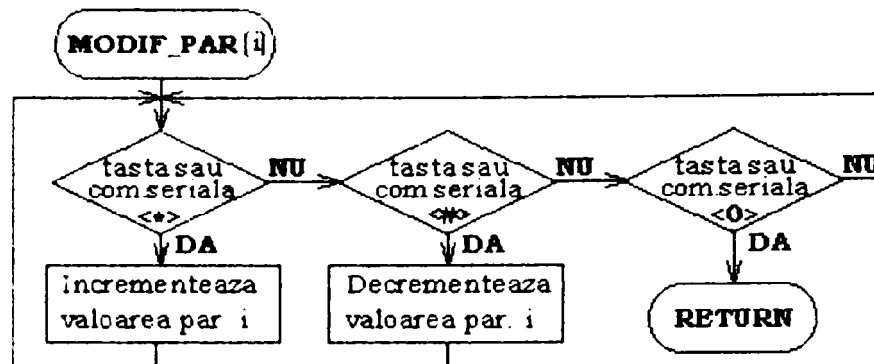 MODIF_PAR[i]
tasta sau
com.seriala
<*>
NU
DA
Incrementeaza
valoarea par i
tasta sau
com.seriala
<#>
NU
DA
Decrementeaza
valoarea par. i
tasta sau
com.seriala
<0>
NU
DA
RETURN